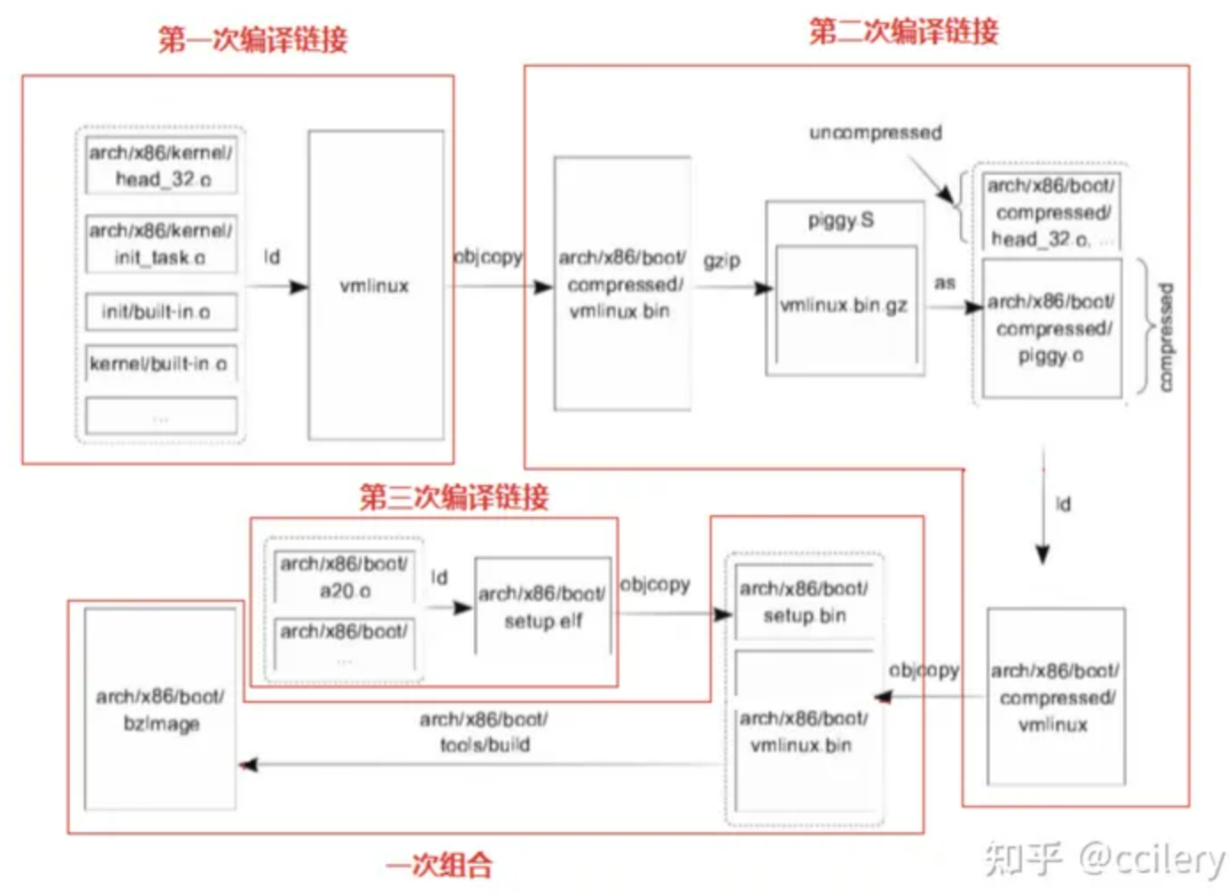 第一次编译链接
第二次编译链接
arch/x86/kernel/
head_32.o
arch/x86/kernel/
init_task.o
init/built-in.o
kernel/built-in.o
...
ld
vmlinux
objcopy
arch/x86/boot/
compressed/
vmlinux.bin
gzip
piggy.S
vmlinux.bin.gz
as
uncompressed
arch/x86/boot/
compressed/
head_32.o, ...
arch/x86/boot/
compressed/
piggy.o
compressed
ld
第三次编译链接
arch/x86/boot/
a20.o
arch/x86/boot/
...
ld
arch/x86/boot/
setup.elf
objcopy
arch/x86/boot/
setup.bin
arch/x86/boot/
vmlinux.bin
objcopy
arch/x86/boot/
compressed/
vmlinux
arch/x86/boot/
tools/build
arch/x86/boot/
bzImage
一次组合
知乎 @ccilery